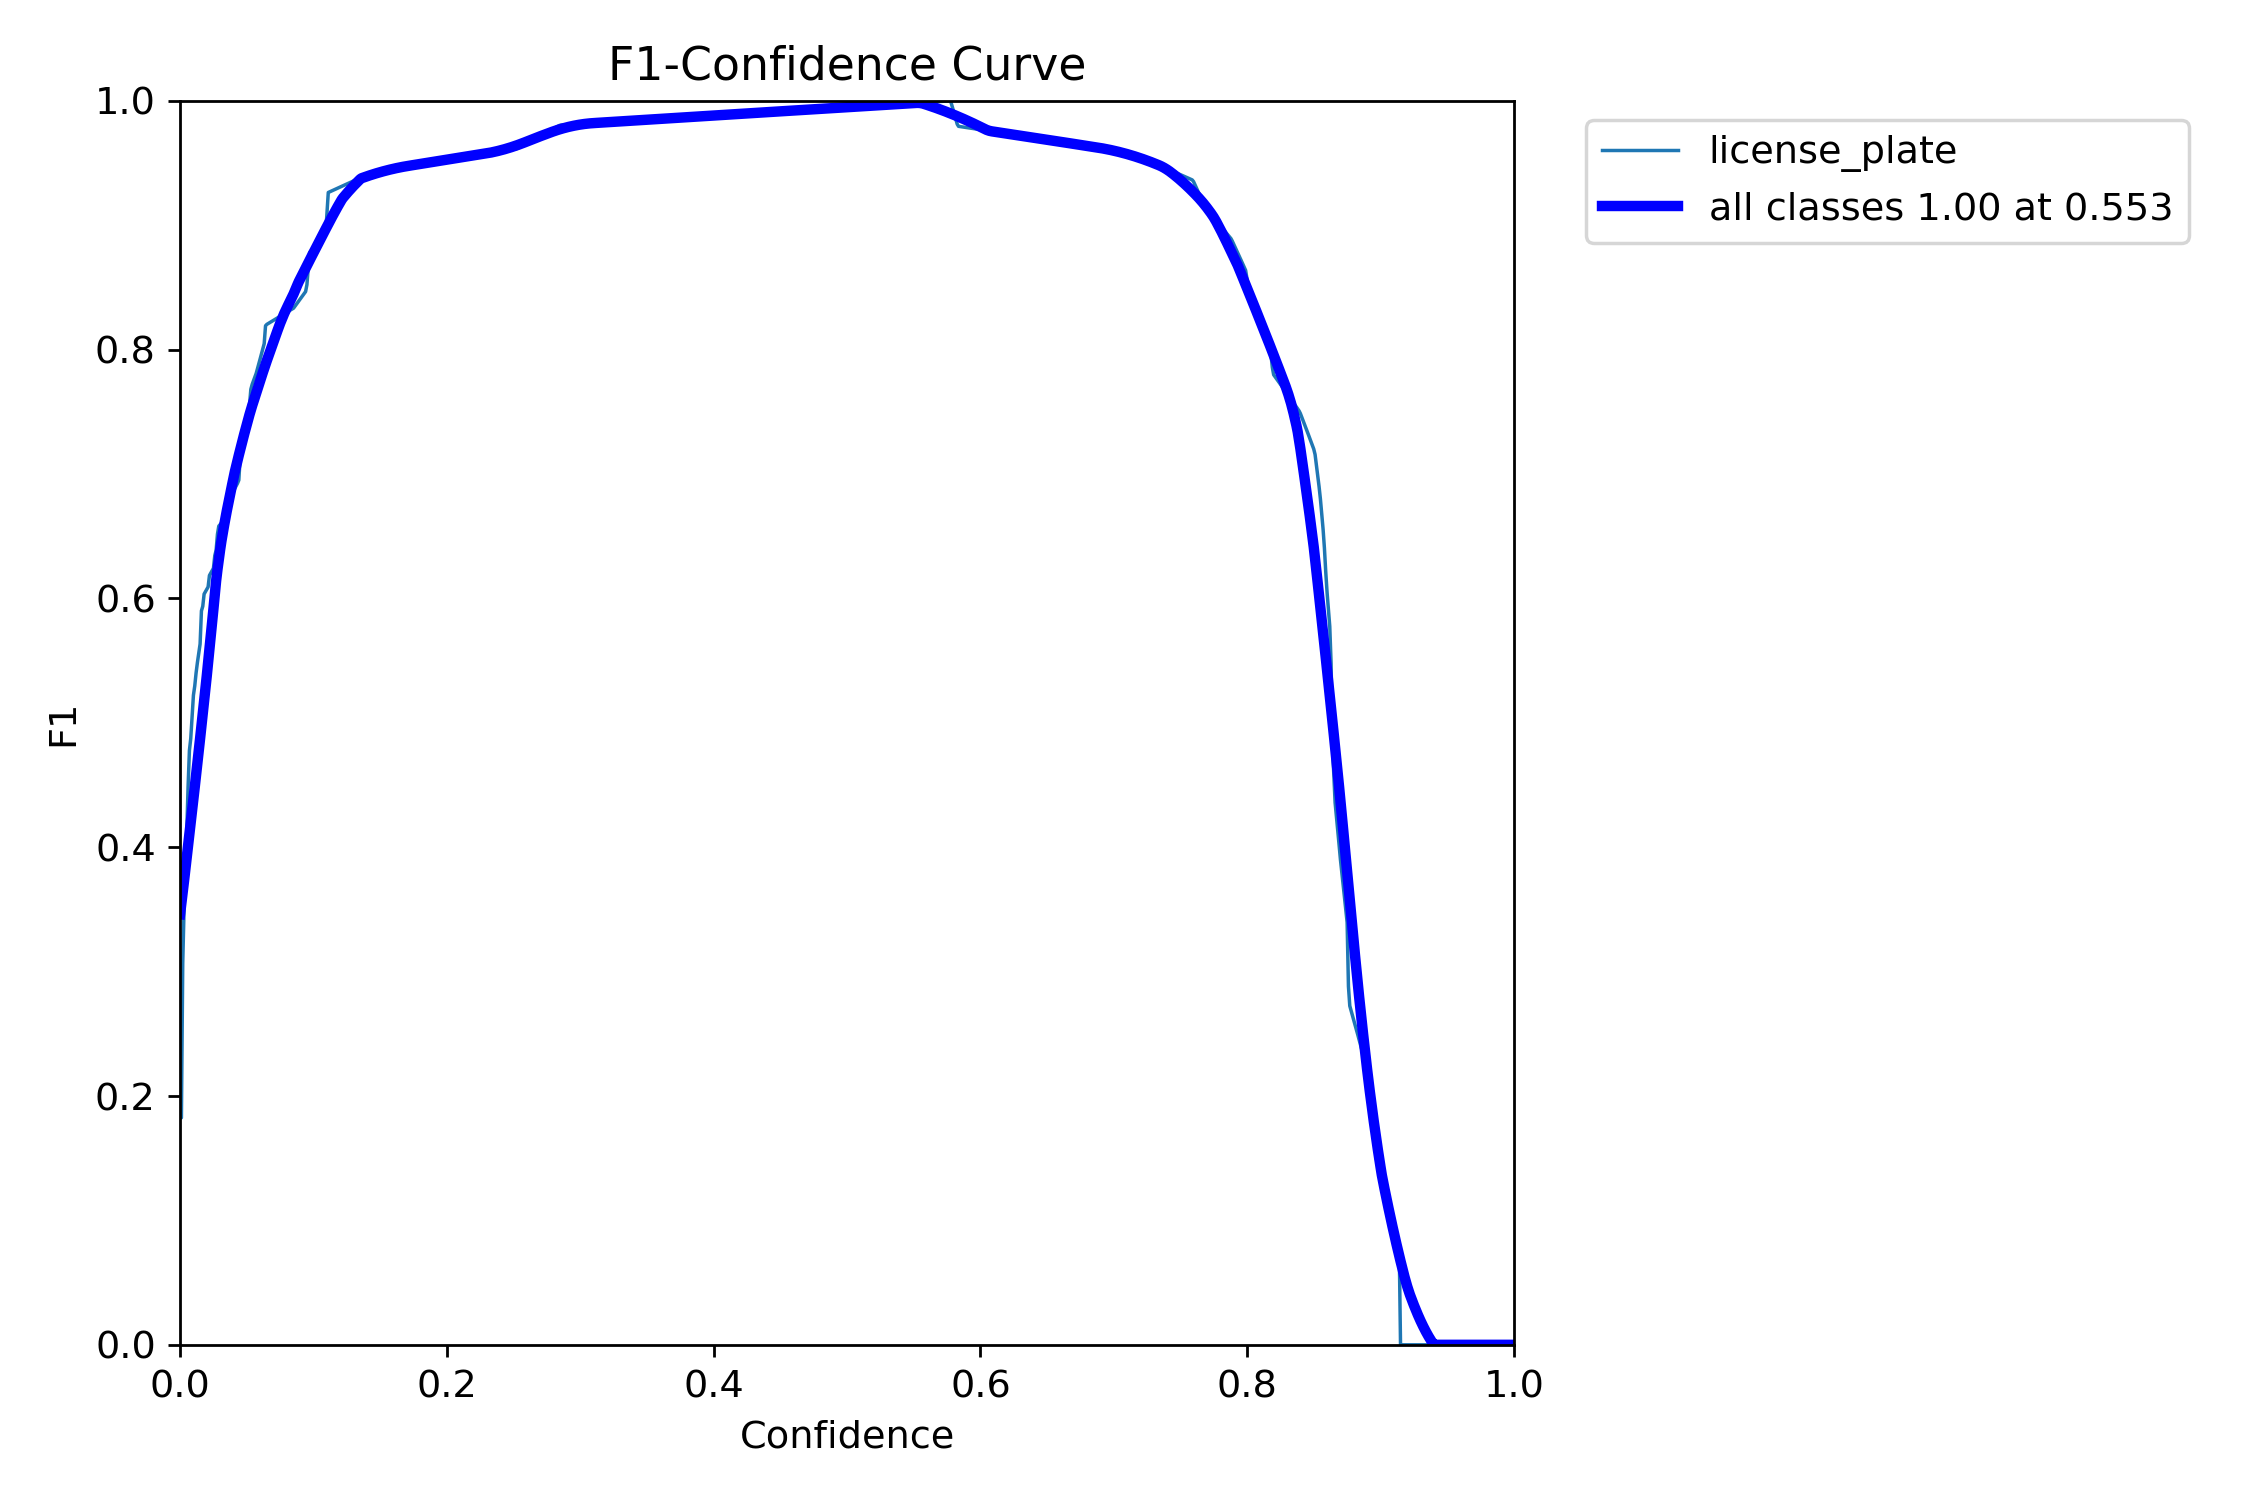 F1-Confidence Curve
license_plate
all classes 1.00 at 0.553
F1
1.0
0.8
0.6
0.4
0.2
0.0
0.0 0.2 0.4 0.6 0.8 1.0
Confidence